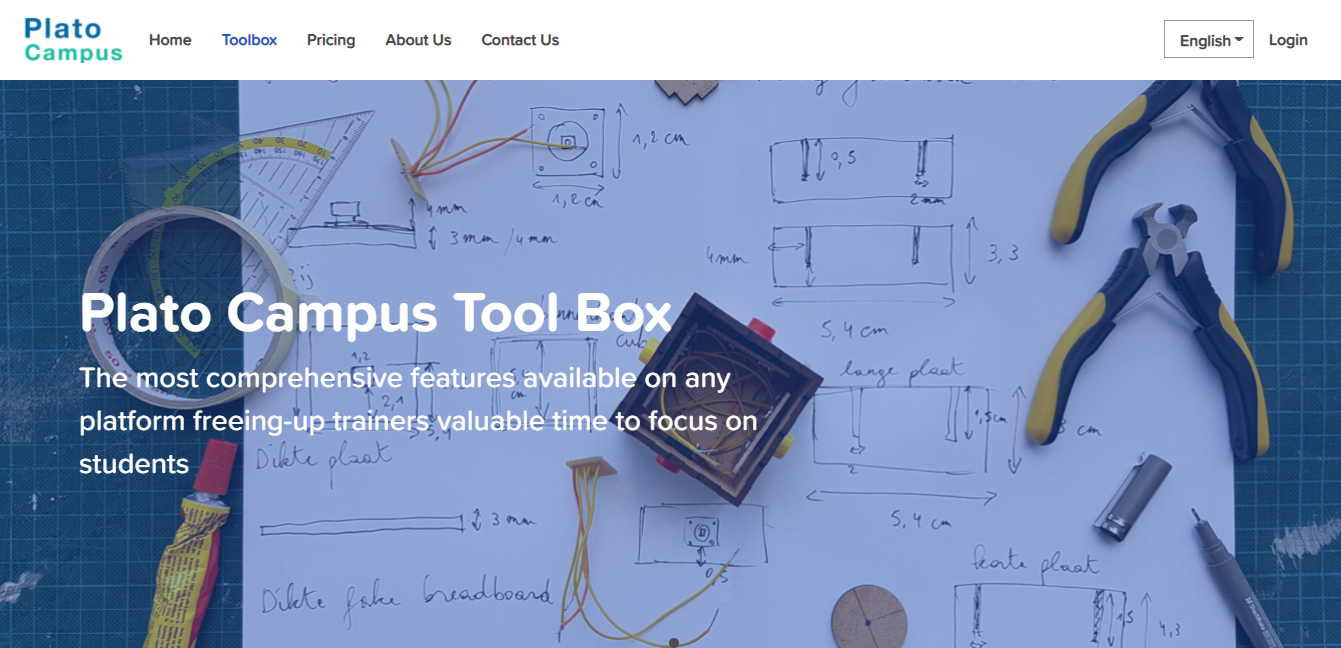 Plato
Campus
Home
Toolbox
Pricing
About Us
Contact Us
English
Login
1,2 cm
0,5
1,2 cm
2mm
4mm
3mm /4mm
4mm
3,3
Plato Campus Tool Box
5,4 cm
1,2
lange plaat
The most comprehensive features available on any
2,1
1,5cm
platform freeing-up trainers valuable time to focus on
3 cm
students
Dikte plaat
2
5,4 cm
3mm
0,5
korte plaat
Dikte fake breadboard
1,5
4,3